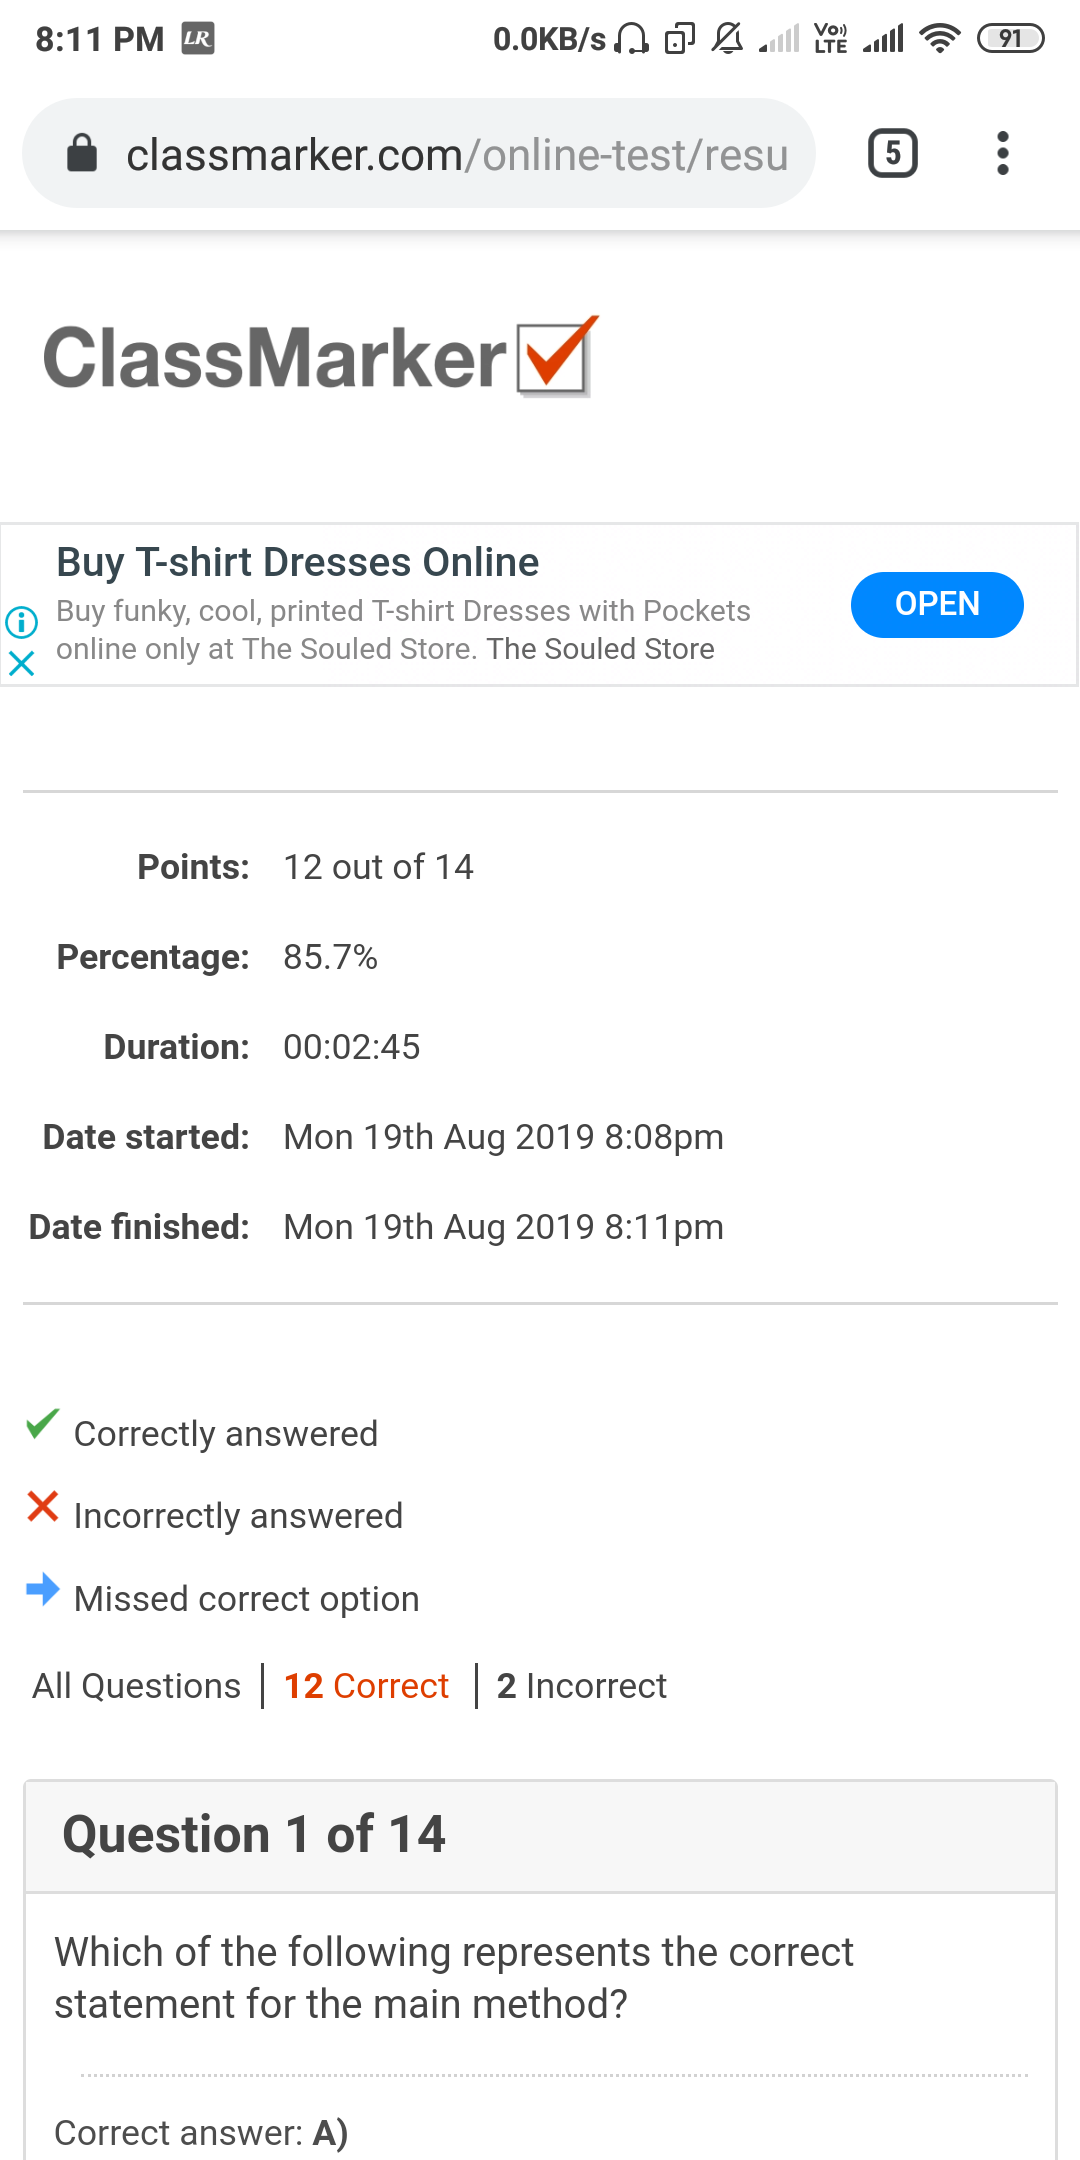 8:11 PM LR 0.0KB/s Vo) LTE 91
classmarker.com/online-test/resu 5
ClassMarker
Buy T-shirt Dresses Online
Buy funky, cool, printed T-shirt Dresses with Pockets
online only at The Souled Store. The Souled Store
OPEN
Points: 12 out of 14
Percentage: 85.7%
Duration: 00:02:45
Date started: Mon 19th Aug 2019 8:08pm
Date finished: Mon 19th Aug 2019 8:11pm
Correctly answered
Incorrectly answered
Missed correct option
All Questions | 12 Correct | 2 Incorrect
Question 1 of 14
Which of the following represents the correct
statement for the main method?
Correct answer: A)